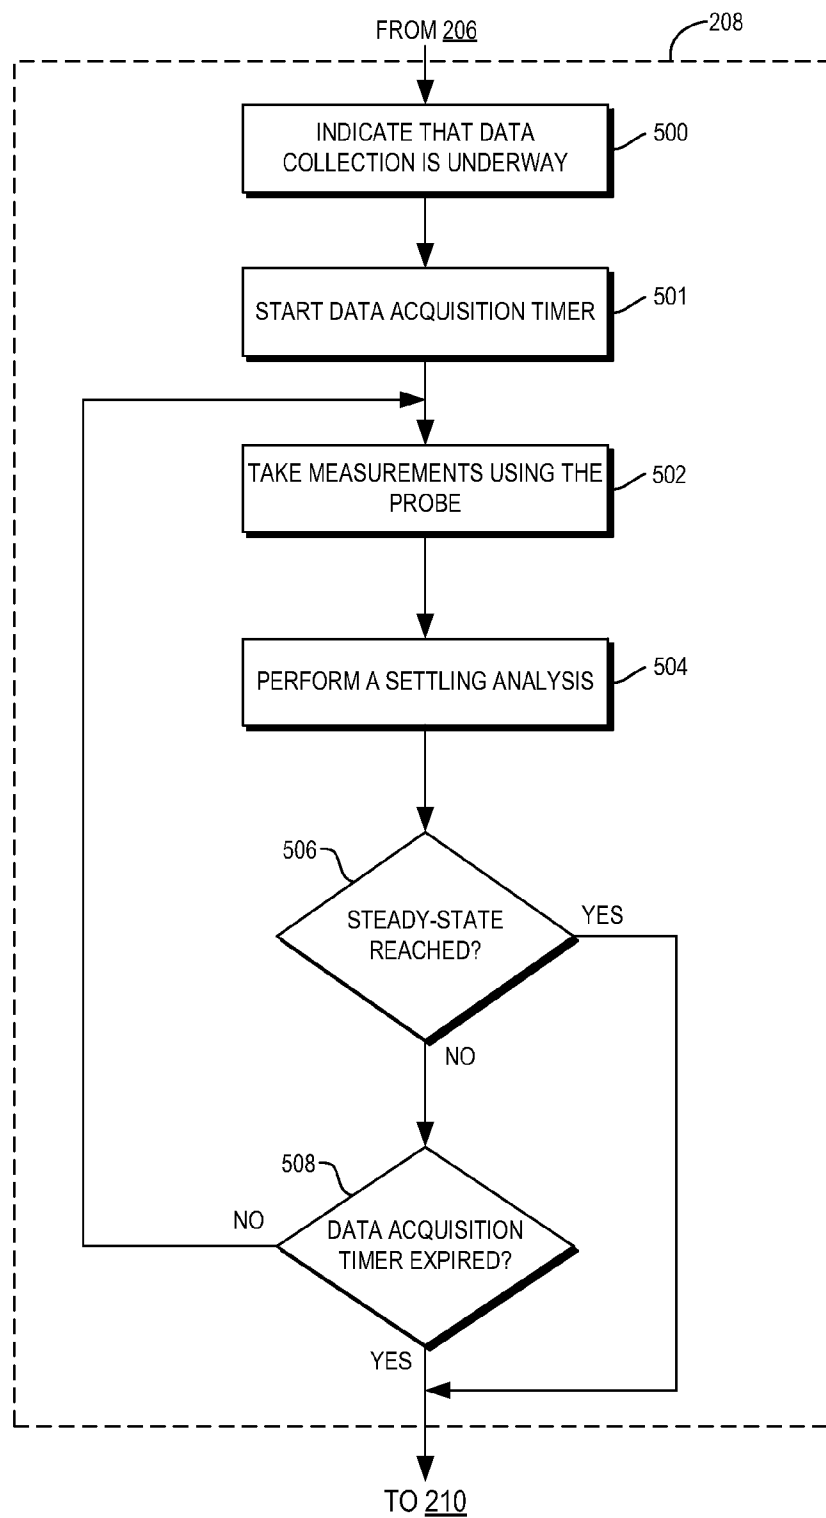 FROM 206
208
INDICATE THAT DATA
COLLECTION IS UNDERWAY
500
START DATA ACQUISITION TIMER
501
TAKE MEASUREMENTS USING THE
PROBE
502
PERFORM A SETTLING ANALYSIS
504
506
STEADY-STATE
REACHED?
YES
NO
508
DATA ACQUISITION
TIMER EXPIRED?
NO
YES
TO 210